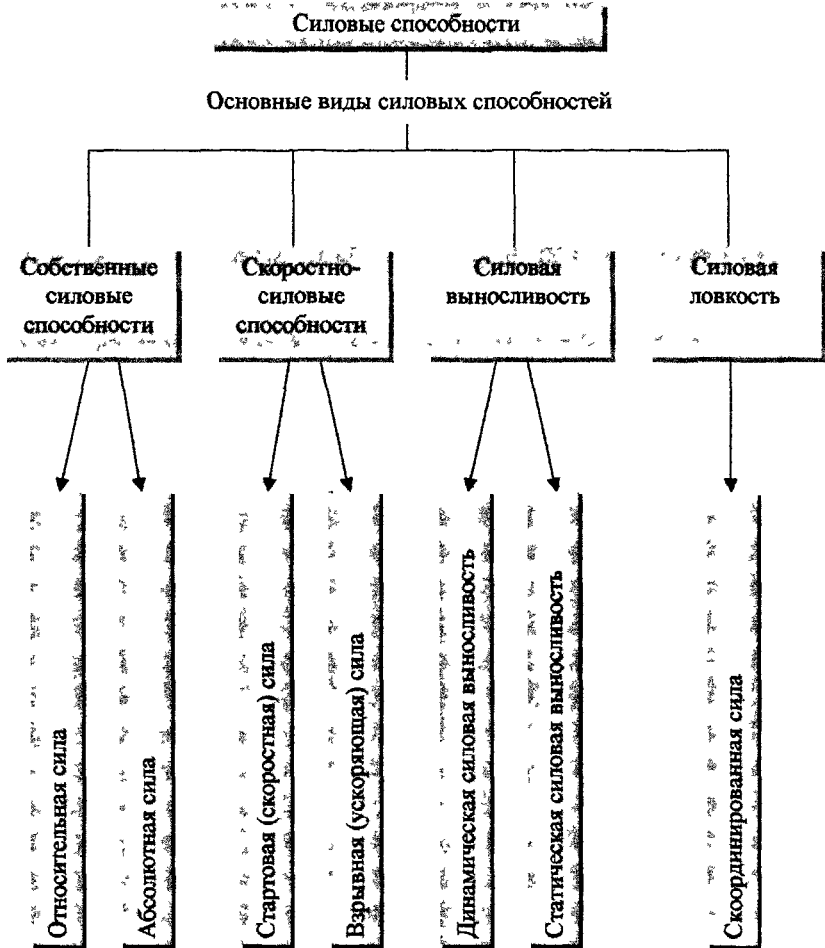 Силовые способности
Основные виды силовых способностей
Собственные
силовые
способности
Скоростно-
силовые
способности
Силовая
выносливость
Силовая
ловкость
Относительная сила
Абсолютная сила
Стартовая (скоростная) сила
Взрывная (ускоряющая) сила
Динамическая силовая выносливость
Статическая силовая выносливость
Скоординированная сила